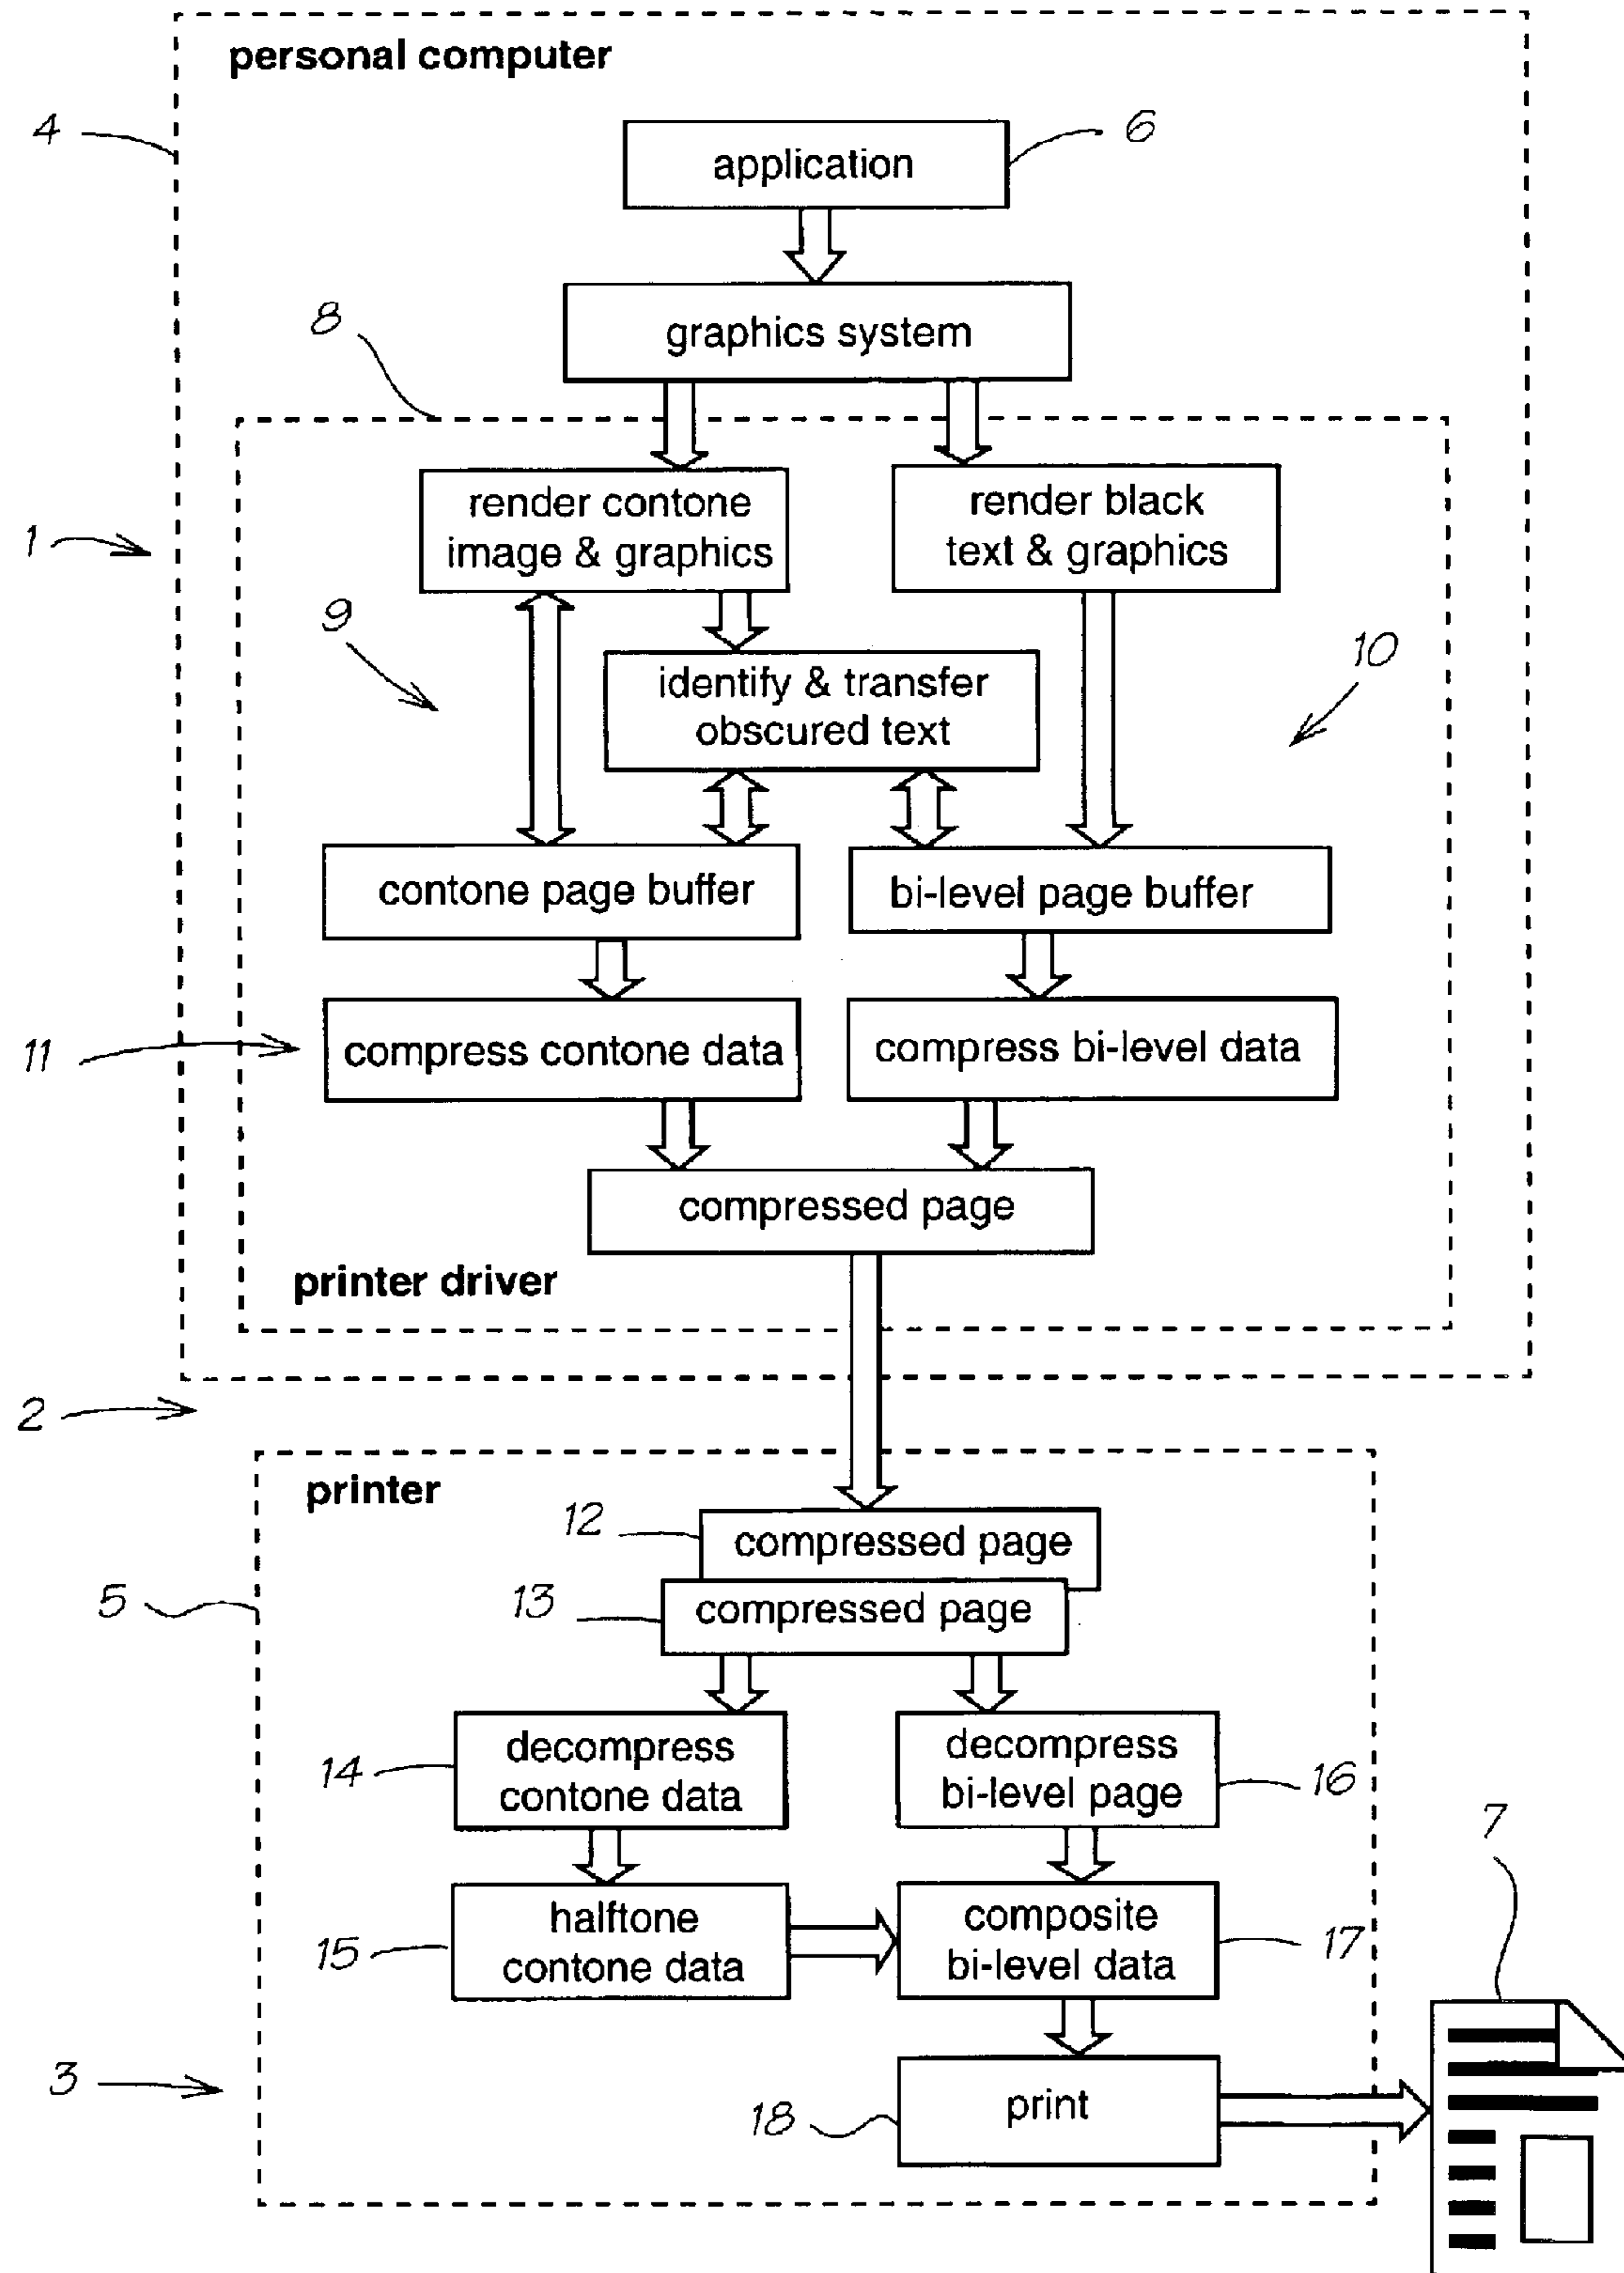 personal computer
4
6
application
8
graphics system
1
render contone
image & graphics
render black
text & graphics
9
10
identify & transfer
obscured text
contone page buffer
bi-level page buffer
11
compress contone data
compress bi-level data
compressed page
printer driver
2
printer
12
compressed page
5
13
compressed page
14
decompress
contone data
decompress
bi-level page
16
7
15
halftone
contone data
composite
bi-level data
17
3
18
print